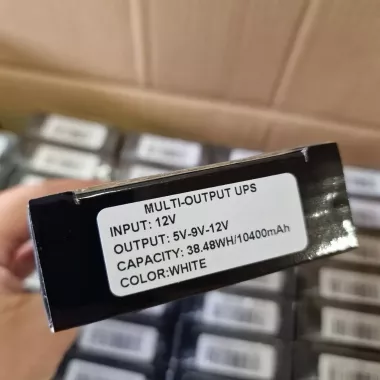 MULTI-OUTPUT UPS
INPUT: 12V
OUTPUT: 5V-9V-12V
CAPACITY: 38.48WH/10400mAh
COLOR:WHITE